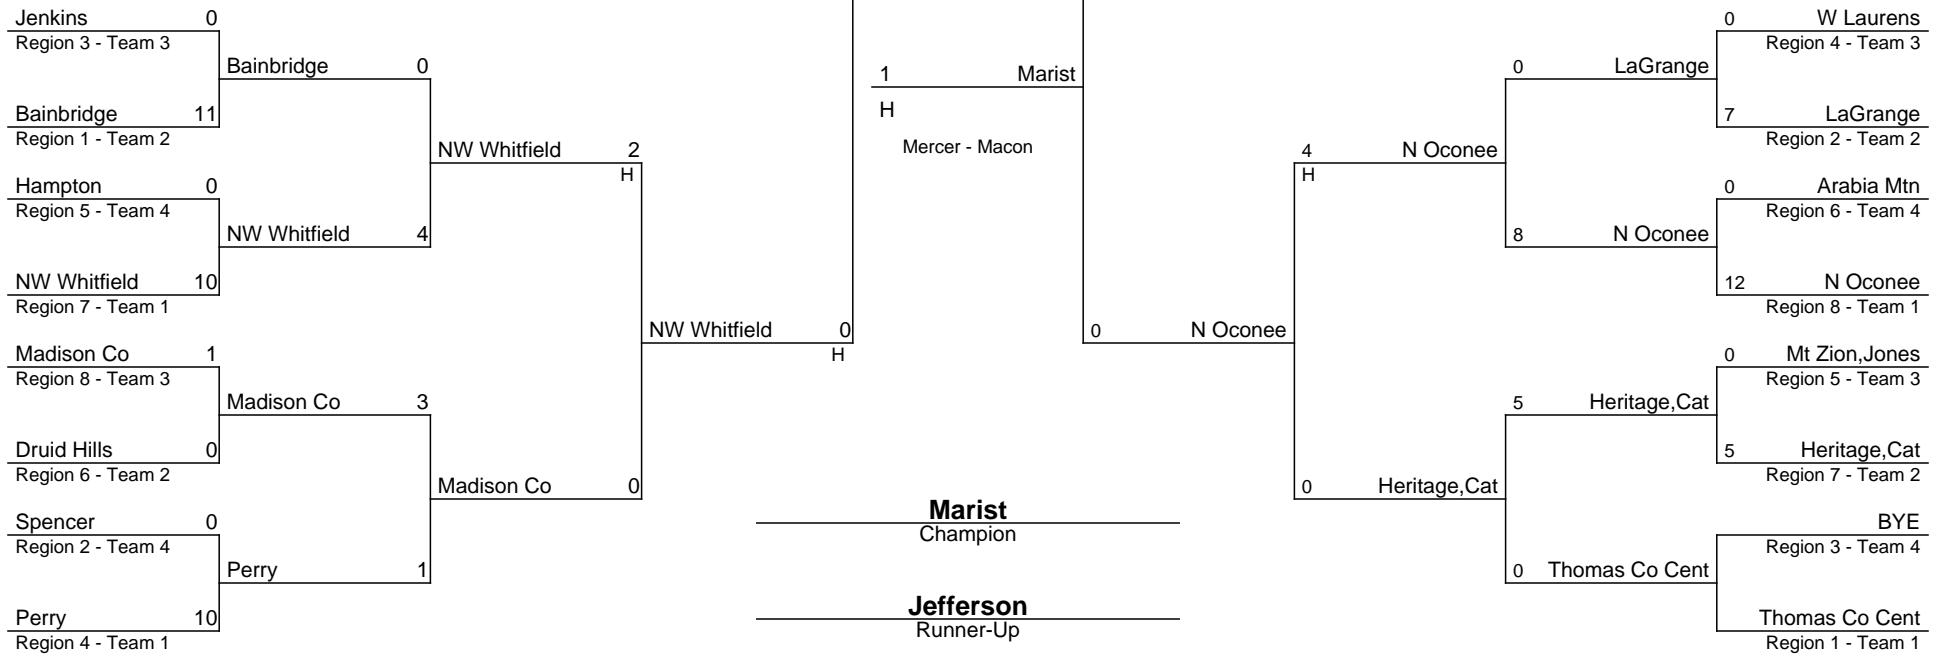 Jenkins 0
Region 3 - Team 3
Bainbridge 11
Region 1 - Team 2
Hampton 0
Region 5 - Team 4
NW Whitfield 10
Region 7 - Team 1
Madison Co 1
Region 8 - Team 3
Druid Hills 0
Region 6 - Team 2
Spencer 0
Region 2 - Team 4
Perry 10
Region 4 - Team 1
Bainbridge 0
NW Whitfield 4
Madison Co 3
Perry 1
NW Whitfield 2
H
Madison Co 0
NW Whitfield 0
H
1 Marist
H
Mercer - Macon
Marist
Champion
Jefferson
Runner-Up
0 N Oconee
4 N Oconee
H
0 Heritage,Cat
0 LaGrange
8 N Oconee
5 Heritage,Cat
0 Thomas Co Cent
0 W Laurens
Region 4 - Team 3
7 LaGrange
Region 2 - Team 2
0 Arabia Mtn
Region 6 - Team 4
12 N Oconee
Region 8 - Team 1
0 Mt Zion,Jones
Region 5 - Team 3
5 Heritage,Cat
Region 7 - Team 2
BYE
Region 3 - Team 4
Thomas Co Cent
Region 1 - Team 1